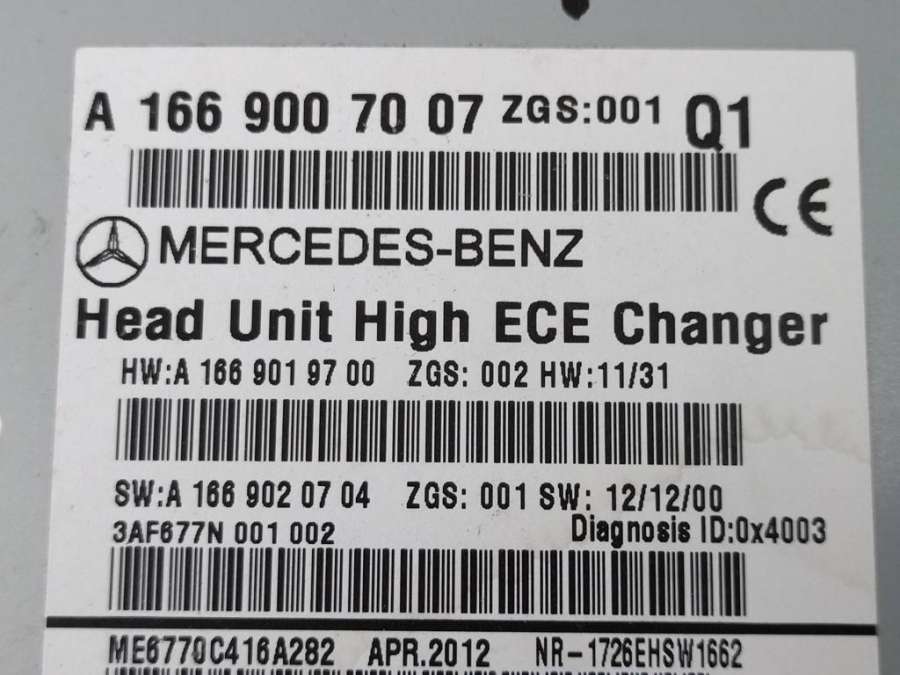 A 166 900 70 07 ZGS:001 Q1
CE
MERCEDES-BENZ
Head Unit High ECE Changer
HW:A 166 901 97 00 ZGS: 002 HW:11/31
SW:A 166 902 07 04 ZGS: 001 SW: 12/12/00
3AF677N 001 002 Diagnosis ID:0x4003
ME6770C416A282 APR.2012 NR-1726EHSW1662